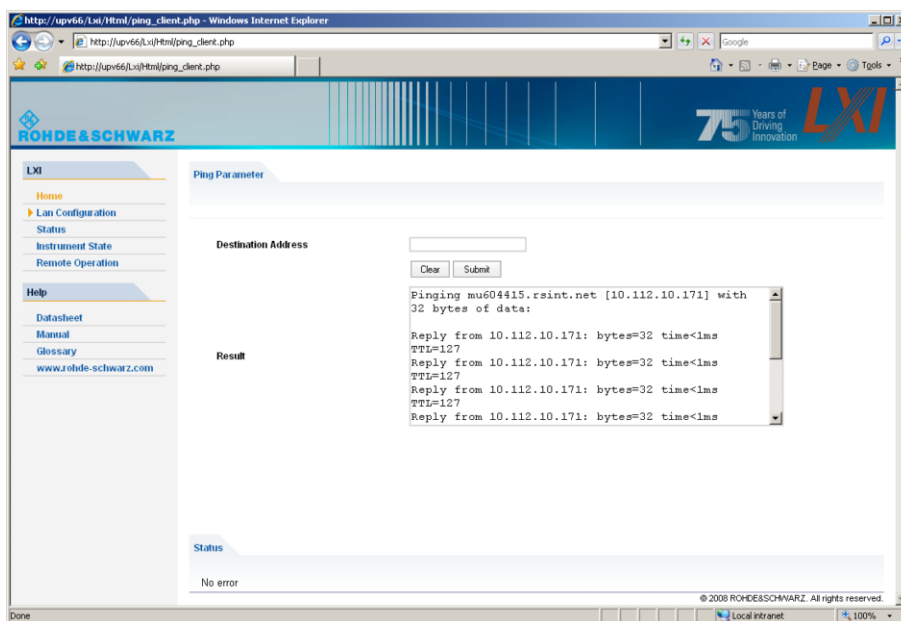 http://upv66/Lxi/Html/ping_client.php - Windows Internet Explorer
http://upv66/Lxi/Html/ping_client.php
Google
http://upv66/Lxi/Html/ping_client.php
Page
Tools
ROHDE&SCHWARZ
75 Years of
Driving
Innovation
LXI
LXI
Home
Lan Configuration
Status
Instrument State
Remote Operation
Help
Datasheet
Manual
Glossary
www.rohde-schwarz.com
Ping Parameter
Destination Address
Clear
Submit
Result
Pinging mu604415.rsint.net [10.112.10.171] with
32 bytes of data:
Reply from 10.112.10.171: bytes=32 time<1ms
TTL=127
Reply from 10.112.10.171: bytes=32 time<1ms
TTL=127
Reply from 10.112.10.171: bytes=32 time<1ms
TTL=127
Reply from 10.112.10.171: bytes=32 time<1ms
Status
No error
© 2008 ROHDE&SCHWARZ. All rights reserved.
Done
Local intranet
100%